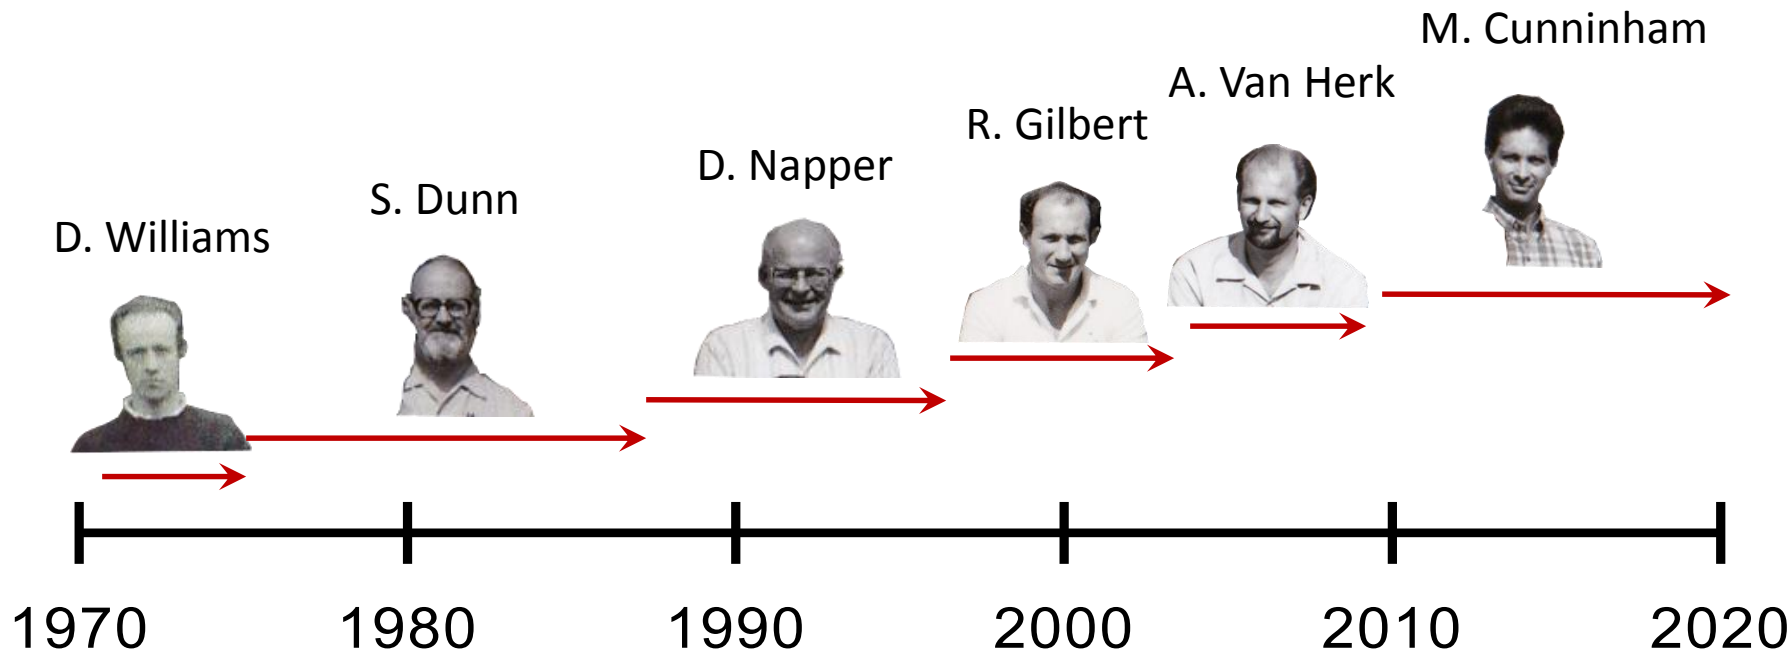 M. Cunninham
A. Van Herk
R. Gilbert
D. Napper
S. Dunn
D. Williams
1970 1980 1990 2000 2010 2020